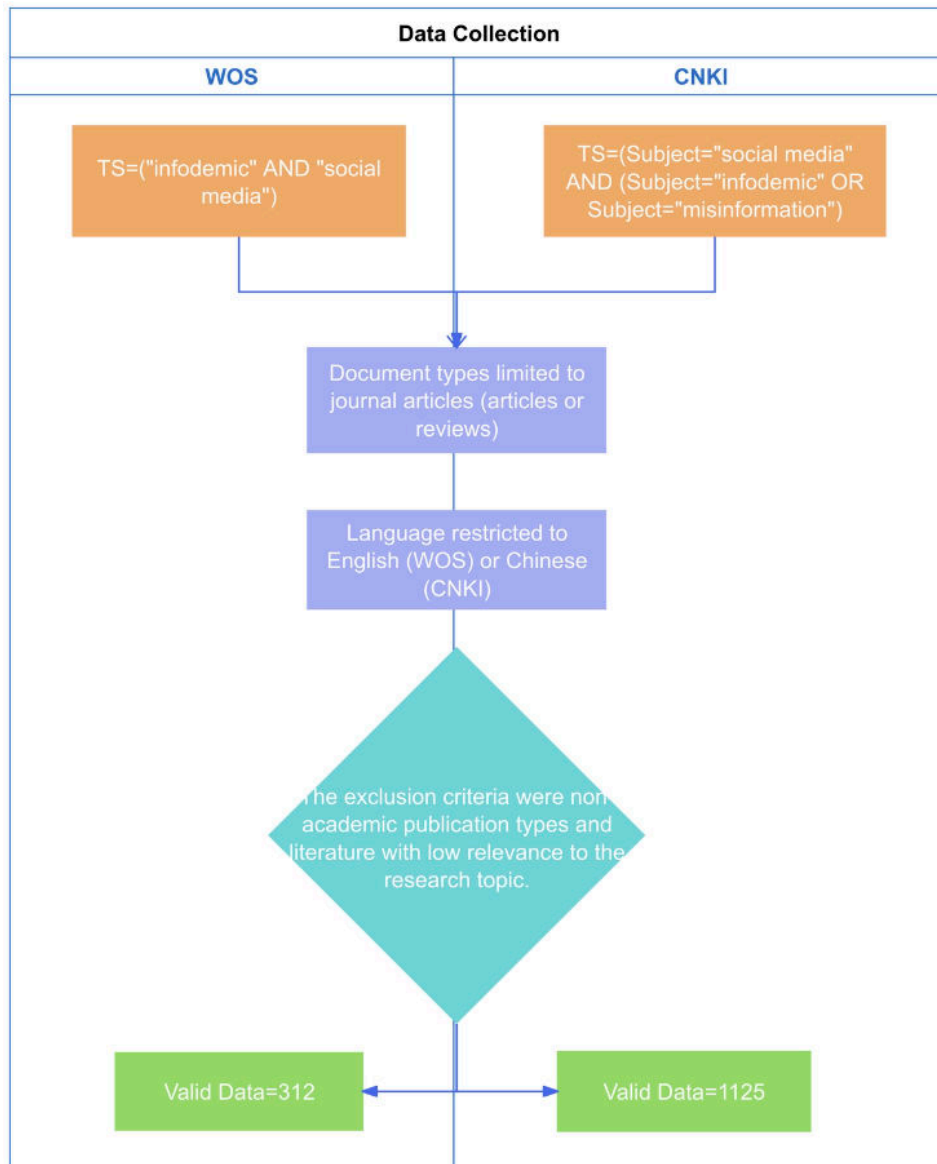 Data Collection
WOS
CNKI
TS=("infodemic" AND "social
media")
TS=(Subject="social media"
AND (Subject="infodemic" OR
Subject="misinformation")
Document types limited to
journal articles (articles or
reviews)
Language restricted to
English (WOS) or Chinese
(CNKI)
The exclusion criteria were non-
academic publication types and
literature with low relevance to the
research topic.
Valid Data=312
Valid Data=1125